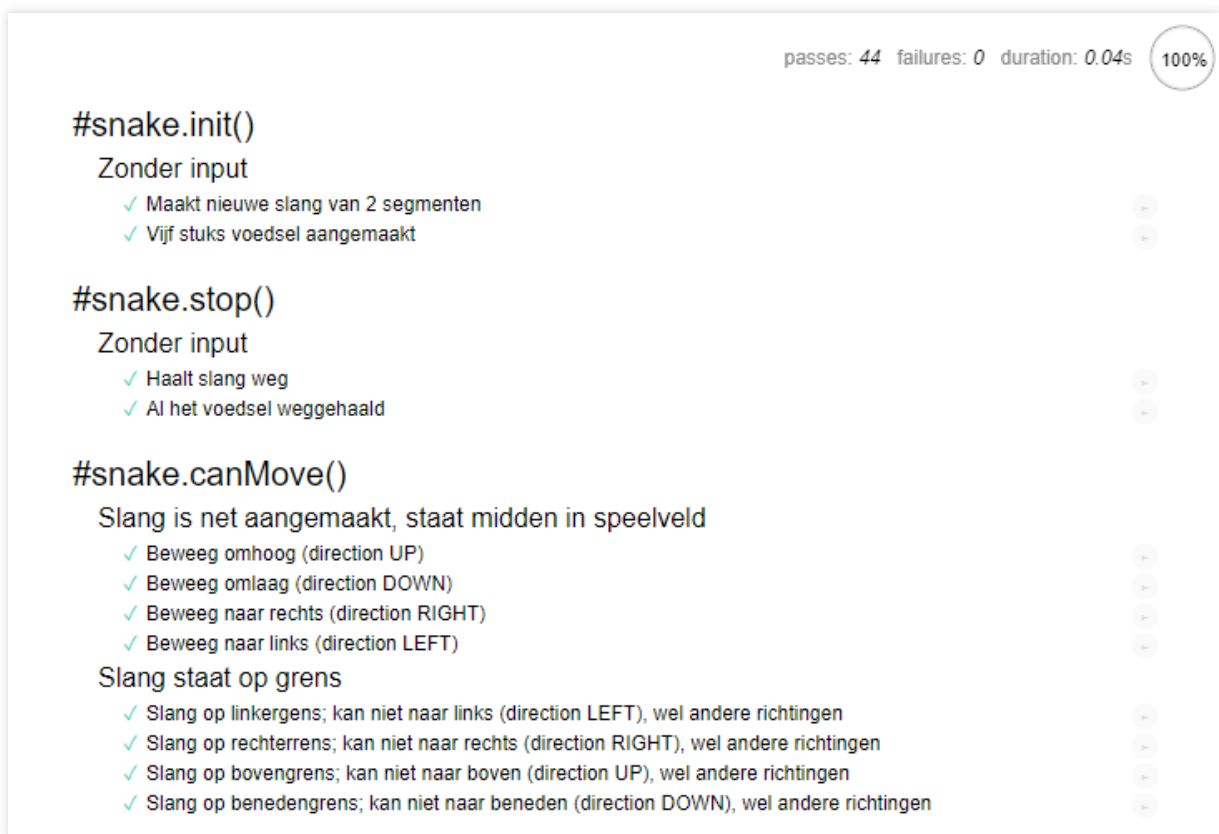 passes: 44 failures: 0 duration: 0.04s 100%
#snake.init()
Zonder input
✓ Maakt nieuwe slang van 2 segmenten
✓ Vijf stuks voedsel aangemaakt
#snake.stop()
Zonder input
✓ Haalt slang weg
✓ Al het voedsel weggehaald
#snake.canMove()
Slang is net aangemaakt, staat midden in speelveld
✓ Beweeg omhoog (direction UP)
✓ Beweeg omlaag (direction DOWN)
✓ Beweeg naar rechts (direction RIGHT)
✓ Beweeg naar links (direction LEFT)
Slang staat op grens
✓ Slang op linkergens; kan niet naar links (direction LEFT), wel andere richtingen
✓ Slang op rechterrens; kan niet naar rechts (direction RIGHT), wel andere richtingen
✓ Slang op bovengrens; kan niet naar boven (direction UP), wel andere richtingen
✓ Slang op benedengrens; kan niet naar beneden (direction DOWN), wel andere richtingen